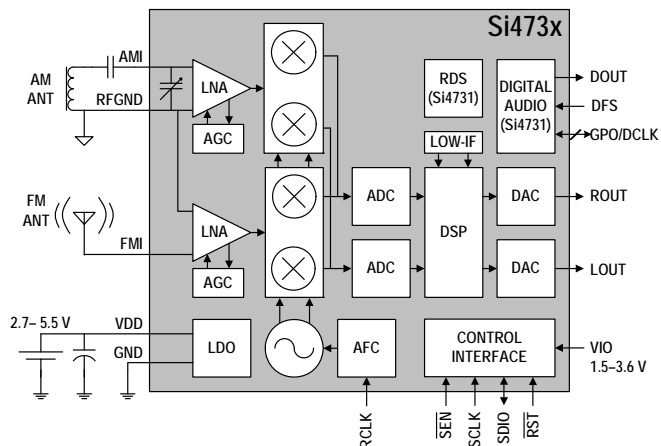 Si473x
AMI
AM
ANT
RFGND
LNA
AGC
RDS
(Si4731)
DIGITAL
AUDIO
(Si4731)
DOUT
DFS
GPO/DCLK
LOW-IF
FM
ANT
FMI
LNA
AGC
ADC
ADC
DSP
DAC
DAC
ROUT
LOUT
2.7– 5.5 V
VDD
GND
LDO
AFC
CONTROL
INTERFACE
VIO
1.5–3.6 V
RCLK
SEN
SCLK
SDIO
RST